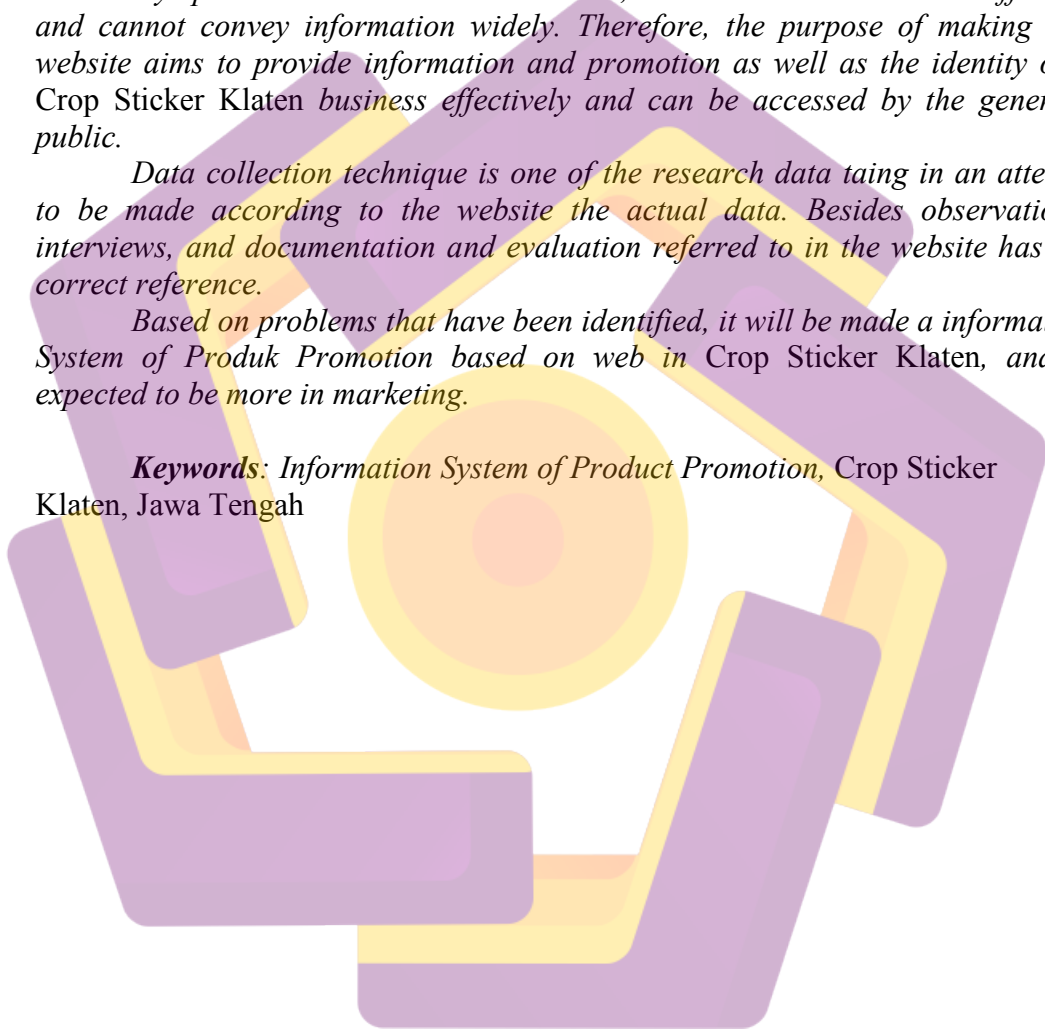 and cannot convey information widely. Therefore, the purpose of making
website aims to provide information and promotion as well as the identity
Crop Sticker Klaten business effectively and can be accessed by the
public.
Data collection technique is one of the research data taing in an
to be made according to the website the actual data. Besides
interviews, and documentation and evaluation referred to in the website has
correct reference.
Based on problems that have been identified, it will be made a
System of Produk Promotion based on web in Crop Sticker Klaten,
expected to be more in marketing.
Keywords: Information System of Product Promotion, Crop Sticker
Klaten, Jawa Tengah